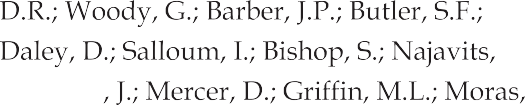 D.R.; Woody, G.; Barber, J.P.; Butler, S.F.;
Daley, D.; Salloum, I.; Bishop, S.; Najavits,
, J.; Mercer, D.; Griffin, M.L.; Moras,